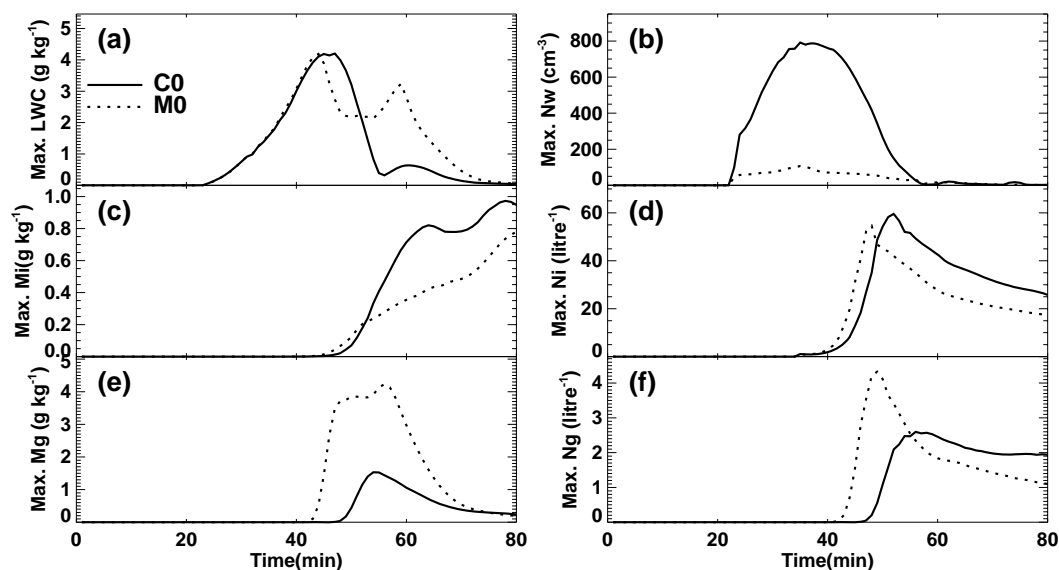 (a)
Max. LWC (g kg-1)
5
4
3
2
1
0
C0
M0
(b)
Max. Nw (cm-3)
800
600
400
200
0
(c)
Max. Mi(g kg-1)
1.0
0.8
0.6
0.4
0.2
0.0
(d)
Max. Ni (litre-1)
60
40
20
0
(e)
Max. Mg (g kg-1)
5
4
3
2
1
0
0 20 40 60 80
Time(min)
(f)
Max. Ng (litre-1)
4
3
2
1
0
0 20 40 60 80
Time(min)